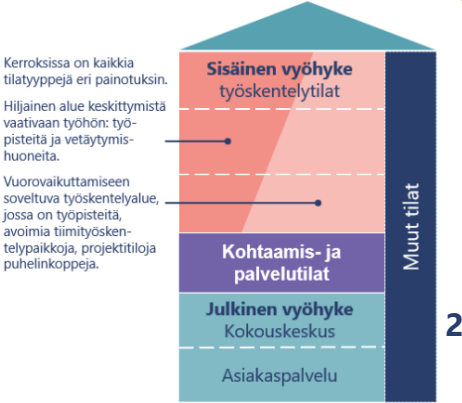 Kerroksissa on kaikkia
tilatyyppejä eri painotuksin.
Hiljainen alue keskittymistä
vaativaan työhön: työ-
pisteitä ja vetäytymis-
huoneita.
Vuorovaikuttamiseen
soveltuva työskentelyalue,
jossa on työpisteitä,
avoimia tiimityösken-
telypaikkoja, projektitiloja
puhelinkoppeja.
Sisäinen vyöhyke
työskentelytilat
Kohtaamis- ja
palvelutilat
Julkinen vyöhyke
Kokouskeskus
Asiakaspalvelu
Muut tilat
2